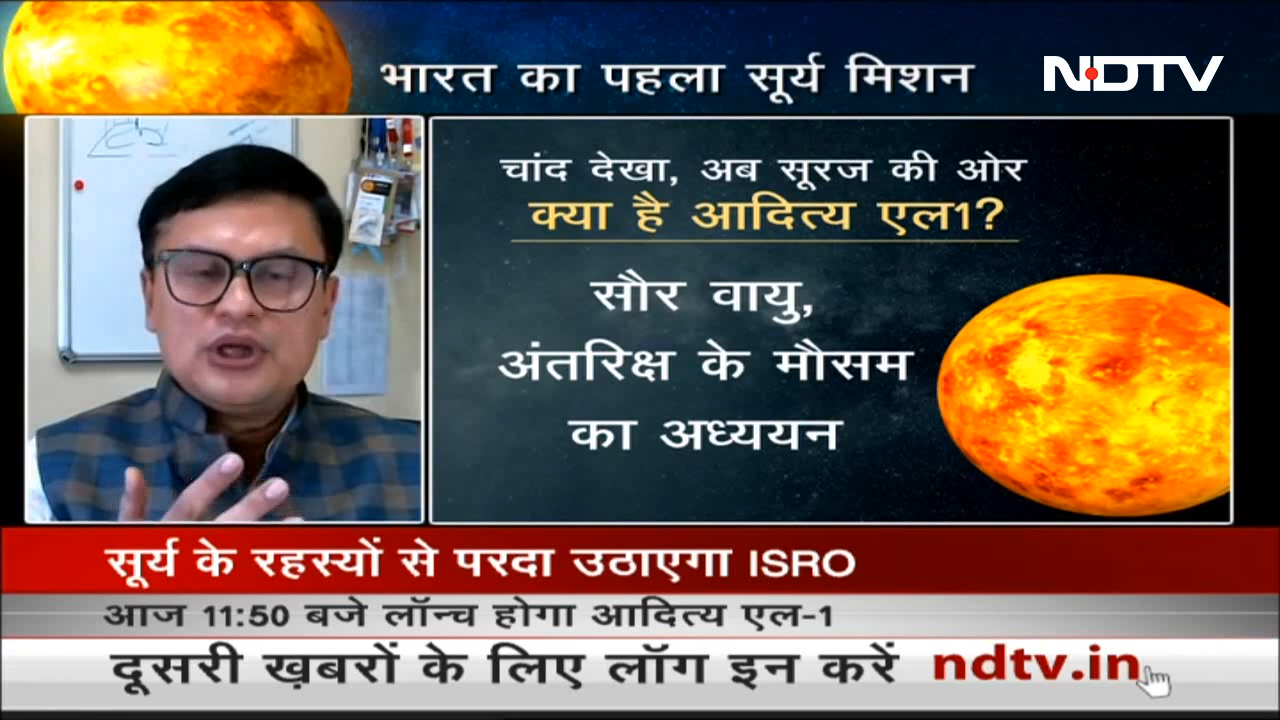 भारत का पहला सूर्य मिशन
NDTV
चांद देखा, अब सूरज की ओर
क्या है आदित्य एल1?
सौर वायु,
अंतरिक्ष के मौसम
का अध्ययन
सूर्य के रहस्यों से परदा उठाएगा ISRO
आज 11:50 बजे लॉन्च होगा आदित्य एल-1
दूसरी ख़बरों के लिए लॉग इन करें ndtv.in